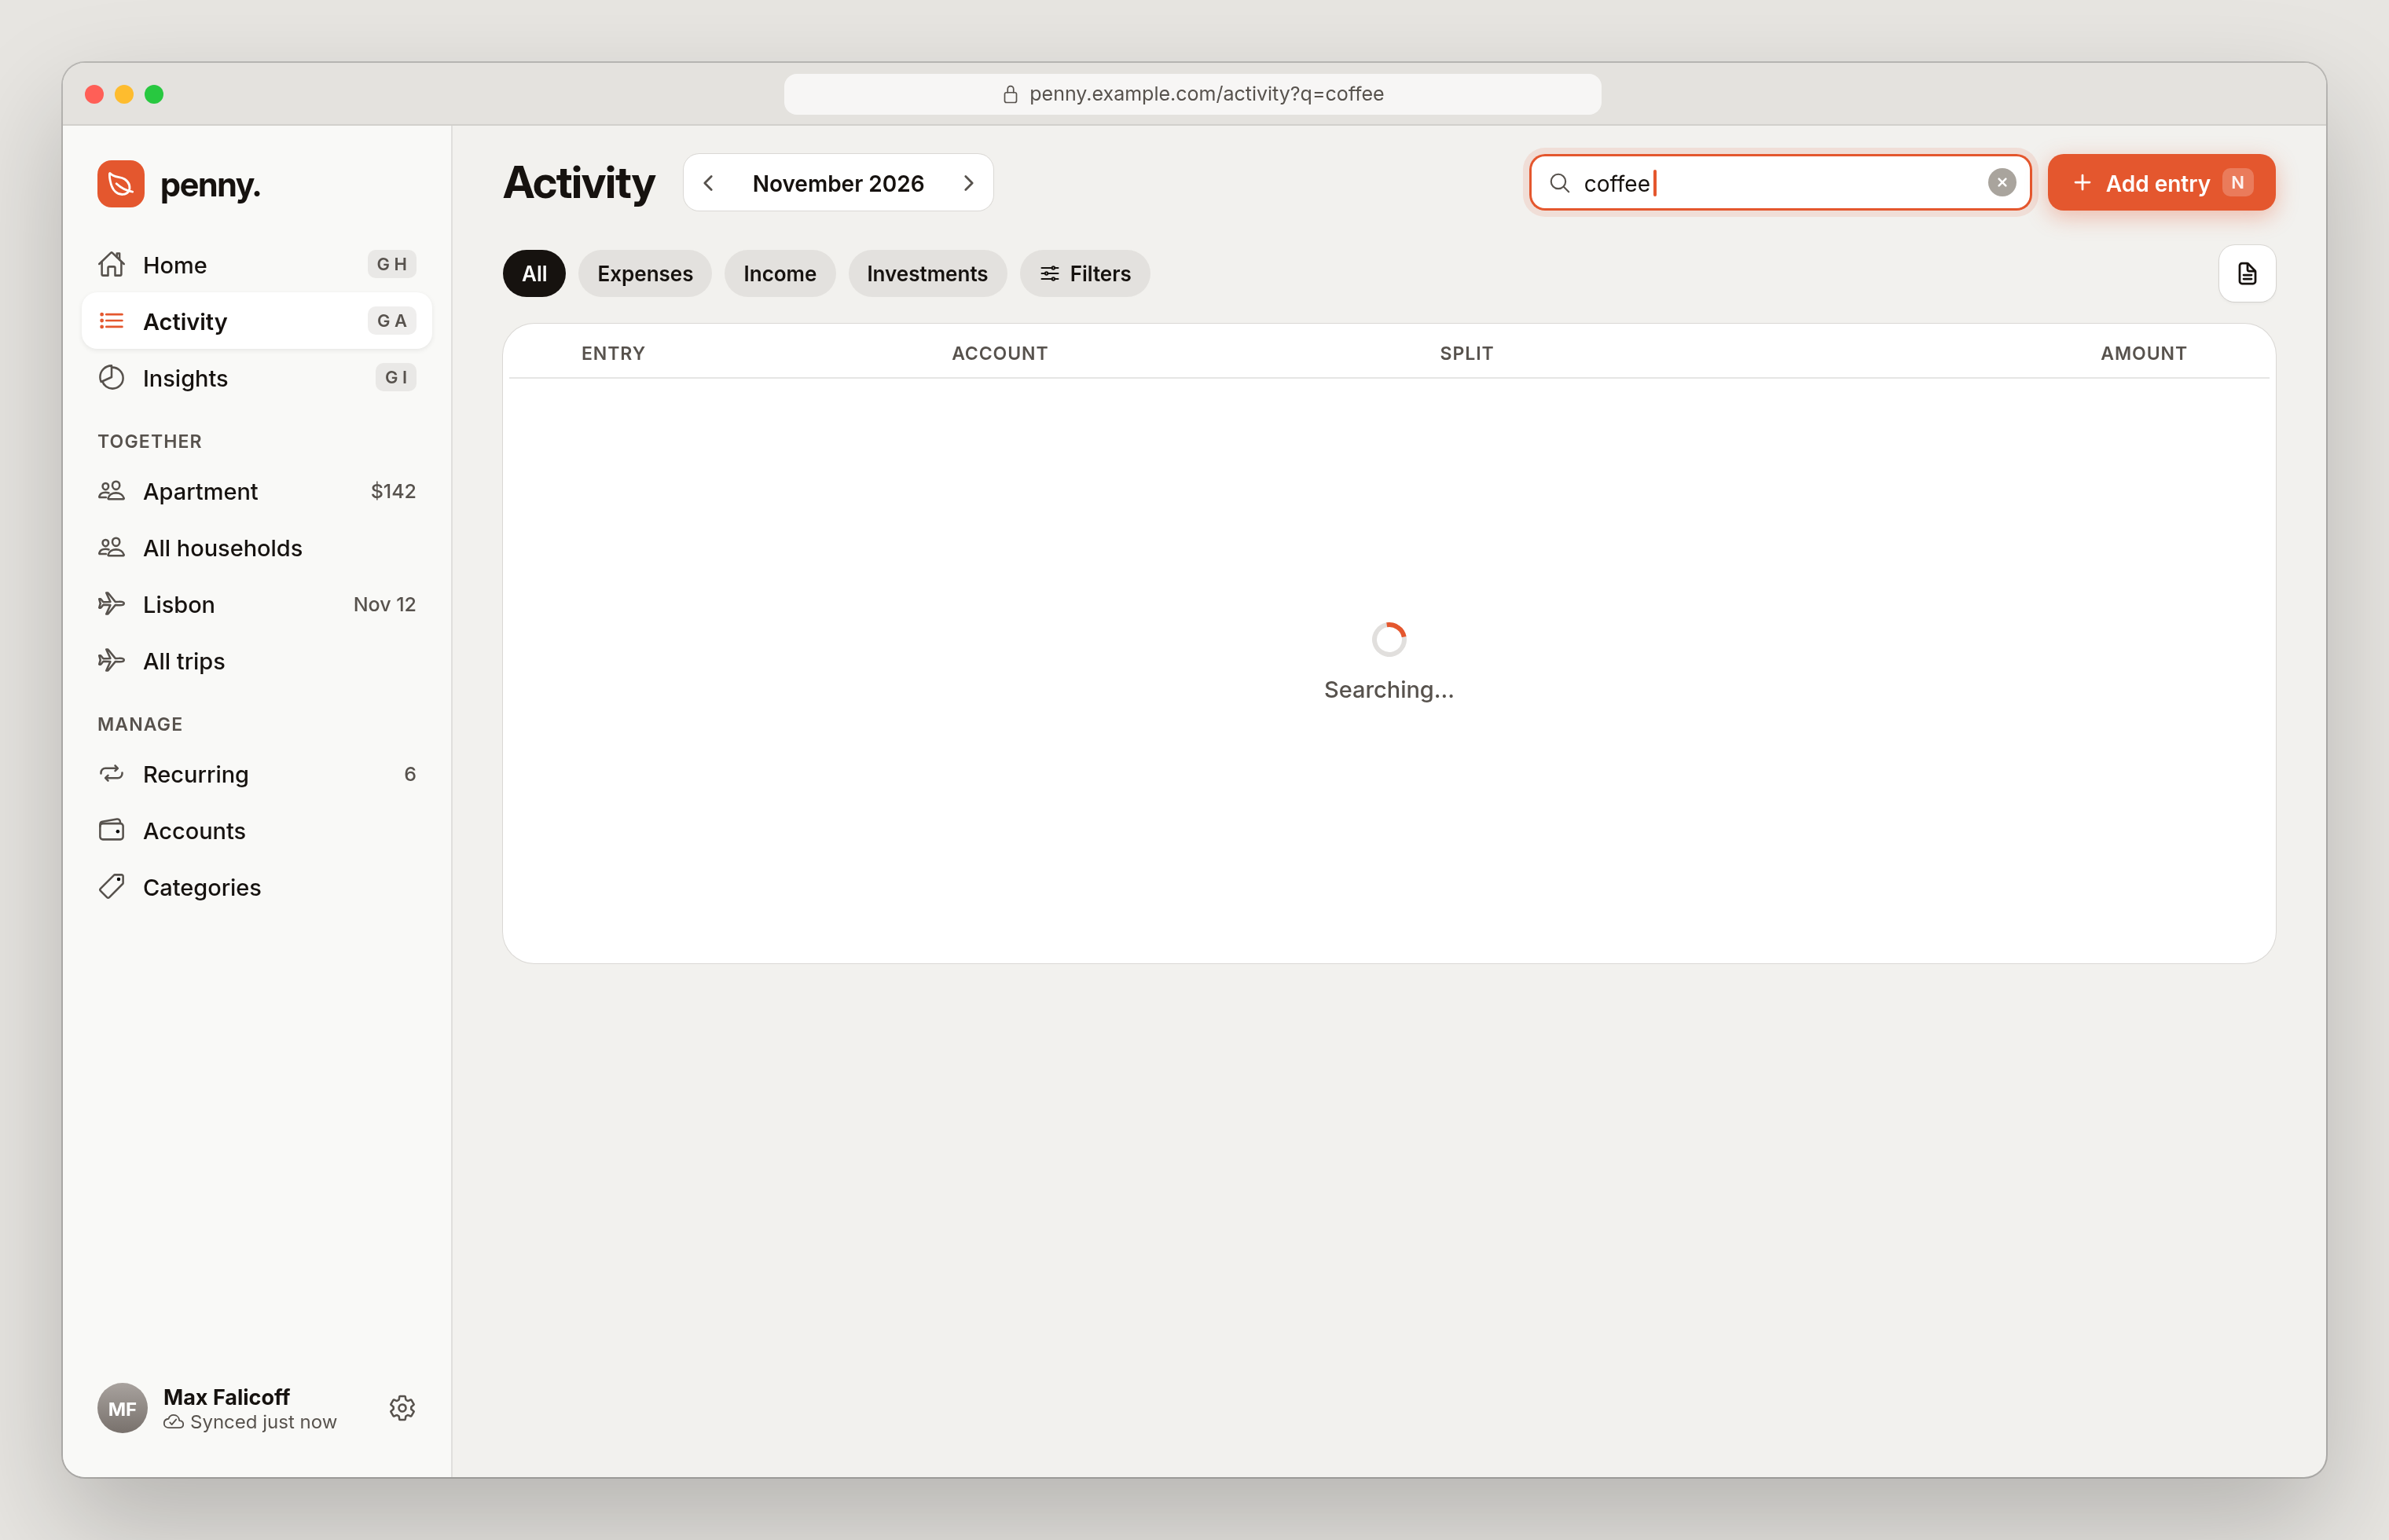 penny.example.com/activity?q=coffee
penny.
Home G H
Activity G A
Insights G I
TOGETHER
Apartment $142
All households
Lisbon Nov 12
All trips
MANAGE
Recurring 6
Accounts
Categories
MF
Max Falicoff
Synced just now
Activity
November 2026
coffee
Add entry N
All Expenses Income Investments Filters
ENTRY ACCOUNT SPLIT AMOUNT
Searching...